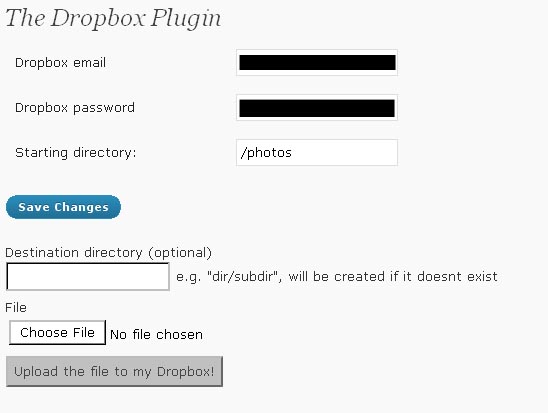 The Dropbox Plugin
Dropbox email
Dropbox password
Starting directory: /photos
Save Changes
Destination directory (optional)
e.g. "dir/subdir", will be created if it doesnt exist
File
Choose File No file chosen
Upload the file to my Dropbox!